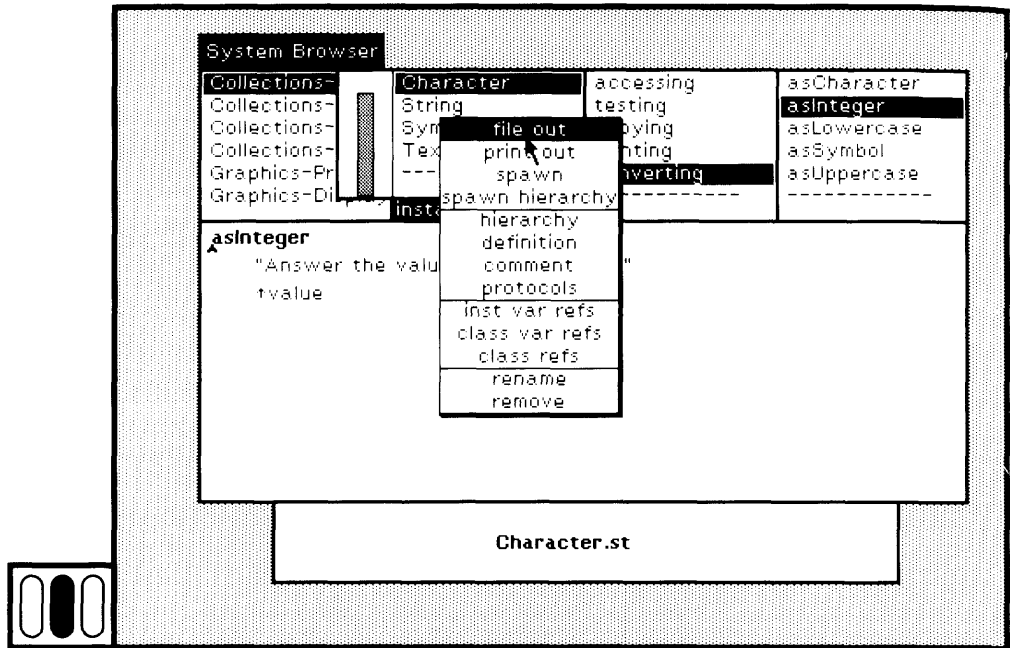 System Browser
Collections-
Collections-
Collections-
Collections-
Graphics-Pr
Graphics-Di
Character
String
Sym
Tex
----
insta
accessing
testing
pying
nting
nverting
------------
asCharacter
asInteger
asLowercase
asSymbol
asUppercase
-------------
file out
print out
spawn
spawn hierarchy
hierarchy
definition
comment
protocols
inst var refs
class var refs
class refs
rename
remove
asInteger
"Answer the valu "
↑value
Character.st